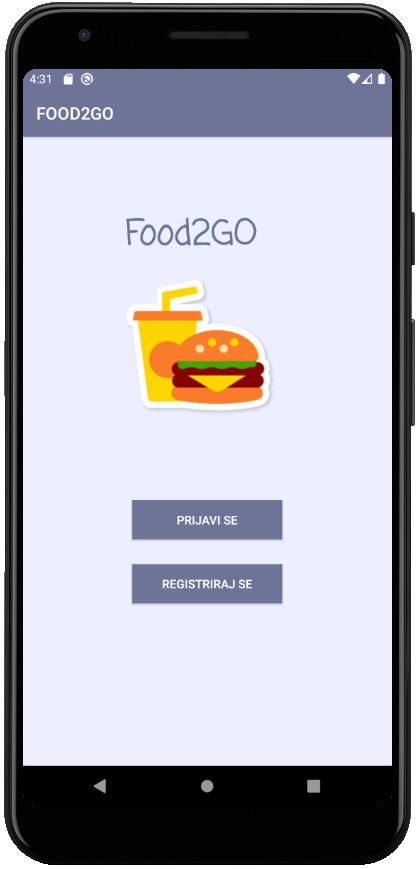 4:31
FOOD2GO
Food2GO
PRIJAVI SE
REGISTRIRAJ SE